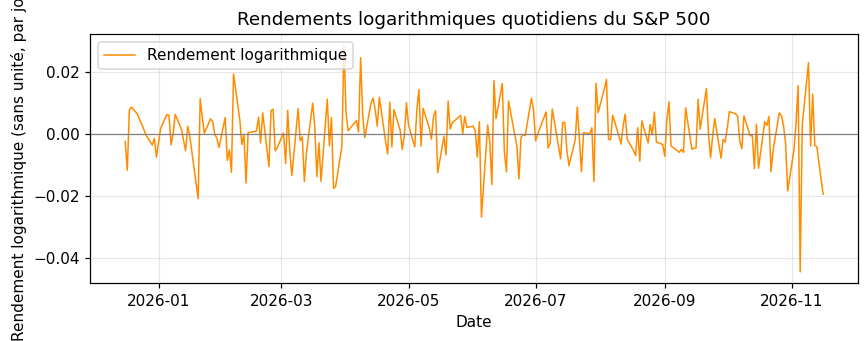 Rendements logarithmiques quotidiens du S&P 500
Rendement logarithmique (sans unité, par jo
Rendement logarithmique
0.02
0.00
−0.02
−0.04
2026-01
2026-03
2026-05
2026-07
2026-09
2026-11
Date